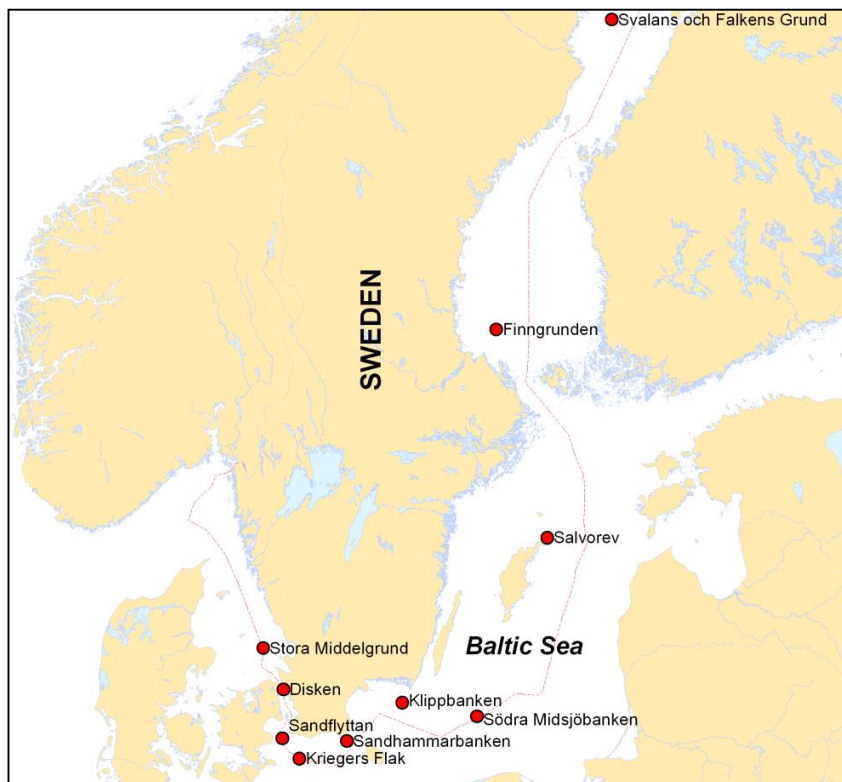 Svalans och Falkens Grund
SWEDEN
Finngrunden
Salvorev
Stora Middelgrund
Baltic Sea
Disken
Klippbanken
Södra Midsjöbanken
Sandflyttan
Sandhammarbanken
Kriegers Flak